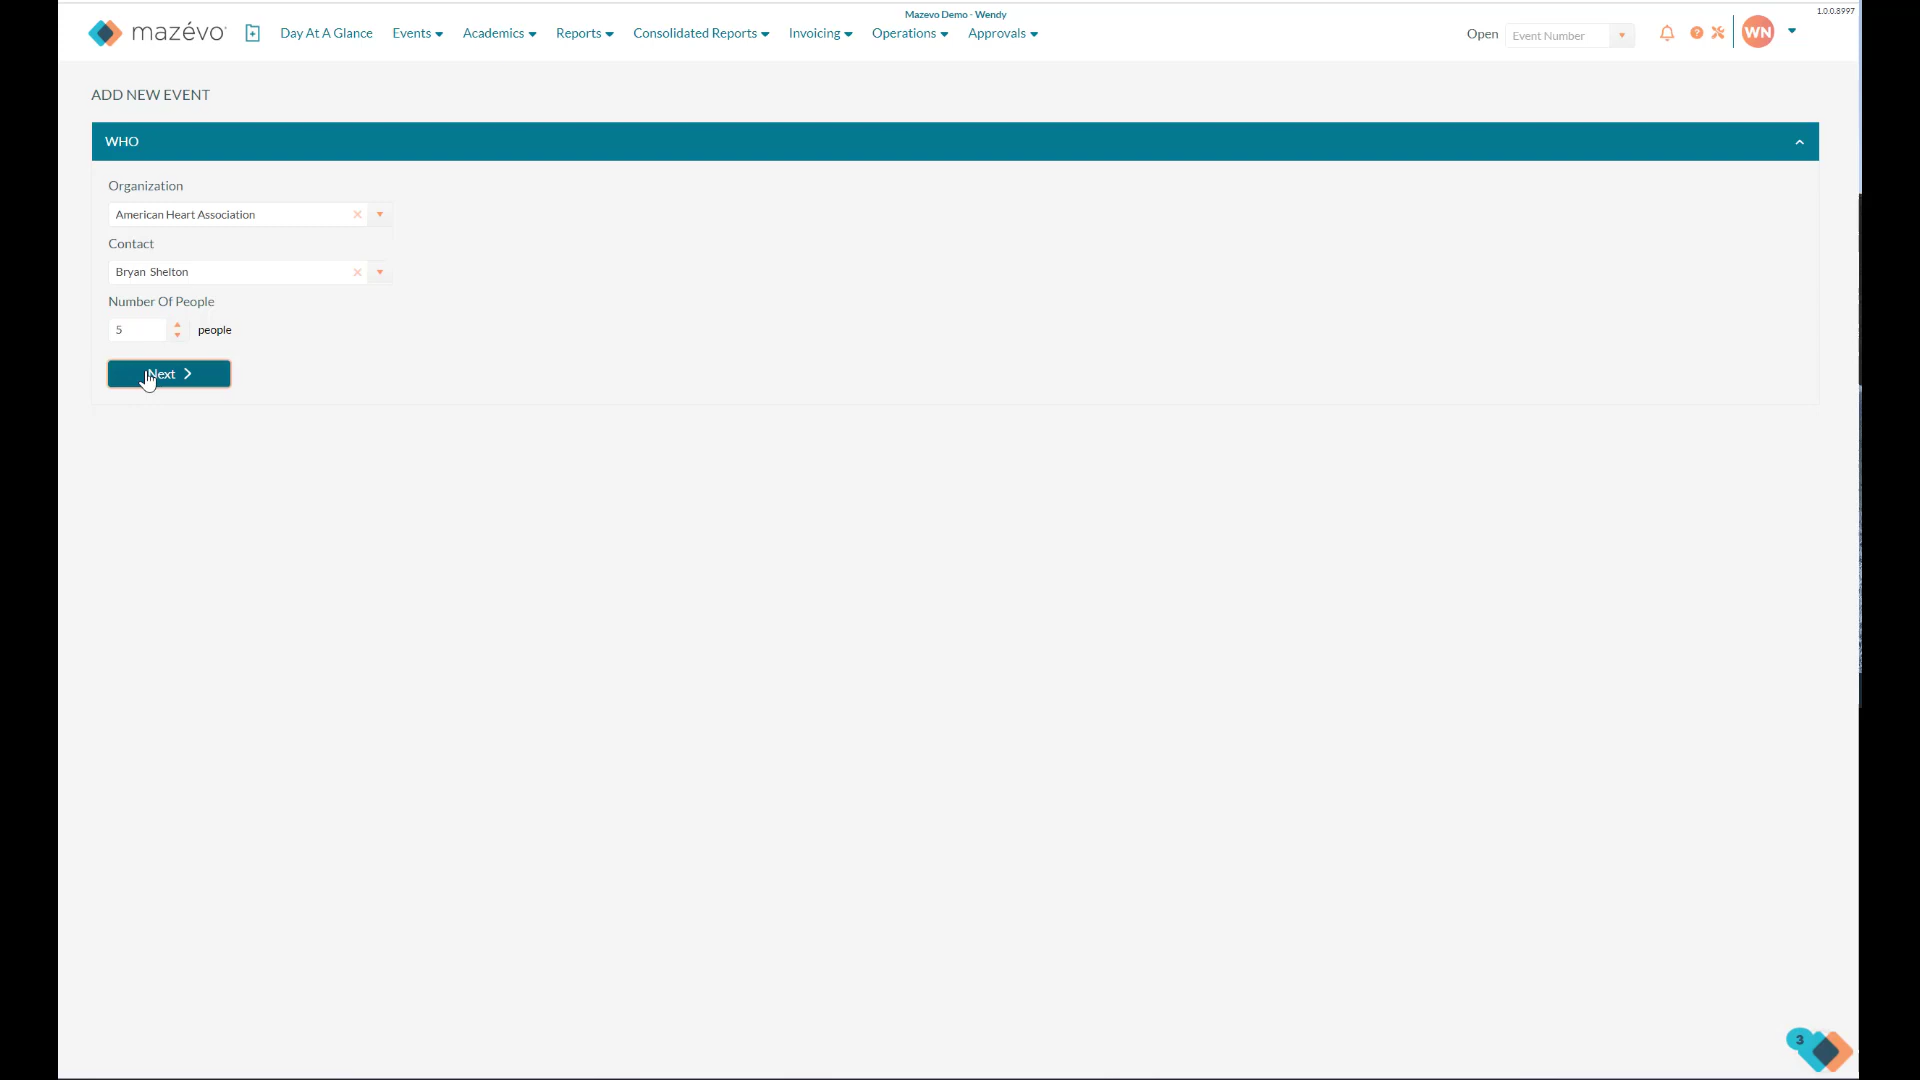 Mazevo Demo - Wendy
1.0.0.8997
mazévo
Day At A Glance
Events
Academics
Reports
Consolidated Reports
Invoicing
Operations
Approvals
Open
Event Number
?
WN
ADD NEW EVENT
WHO
Organization
American Heart Association
Contact
Bryan Shelton
Number Of People
5 people
Next
3